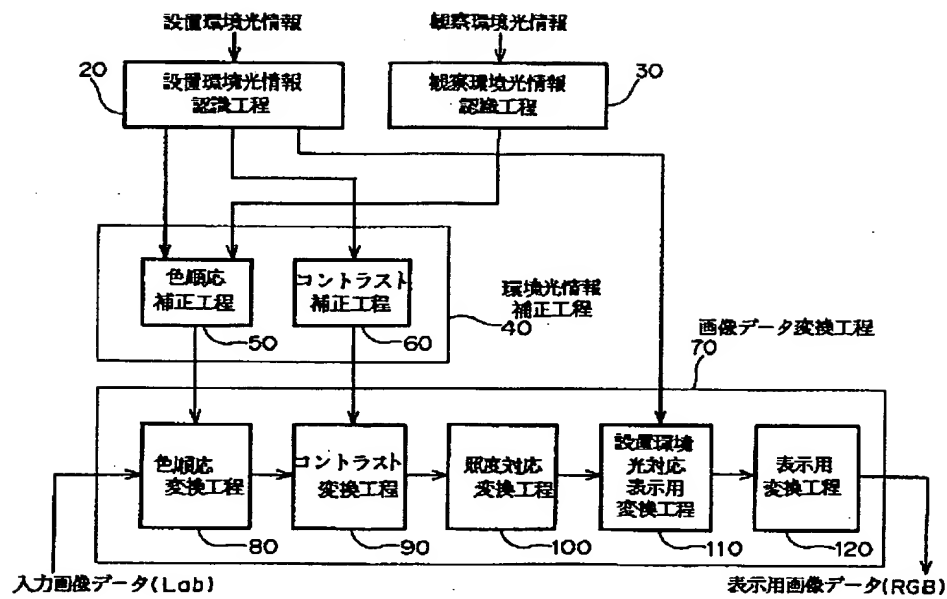 設置環境光情報
観察環境光情報
20
設置環境光情報
認識工程
観察環境光情報
認識工程
30
色順応
補正工程
コントラスト
補正工程
環境光情報
補正工程
40
50
60
画像データ変換工程
70
色順応
変換工程
コントラスト
変換工程
照度対応
変換工程
設置環境
光対応
表示用
変換工程
表示用
変換工程
80
90
100
110
120
入力画像データ(Lab)
表示用画像データ(RGB)